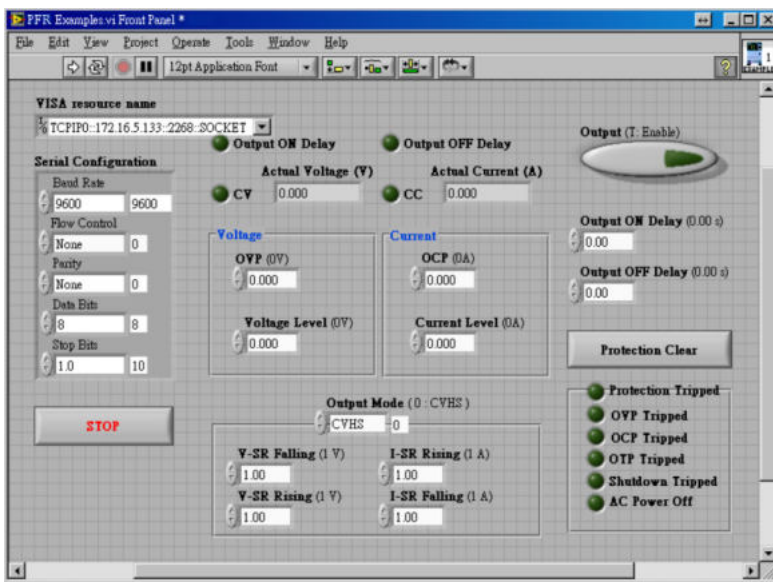 PFR Examples.vi Front Panel *
File Edit View Project Operate Tools Window Help
12pt Application Font
1
VISA resource name
TCPIP0::172.16.5.133::2268::SOCKET
Serial Configuration
Baud Rate
9600 9600
Flow Control
None 0
Parity
None 0
Data Bits
8 8
Stop Bits
1.0 10
STOP
Output ON Delay
Output OFF Delay
Actual Voltage (V)
CV 0.000
Actual Current (A)
CC 0.000
Voltage
OVP (0V)
0.000
Voltage Level (0V)
0.000
Current
OCP (0A)
0.000
Current Level (0A)
0.000
Output Mode (0 : CVHS )
CVHS 0
V-SR Falling (1 V)
1.00
I-SR Rising (1 A)
1.00
V-SR Rising (1 V)
1.00
I-SR Falling (1 A)
1.00
Output (T: Enable)
Output ON Delay (0.00 s)
0.00
Output OFF Delay (0.00 s)
0.00
Protection Clear
Protection Tripped
OVP Tripped
OCP Tripped
OTP Tripped
Shutdown Tripped
AC Power Off